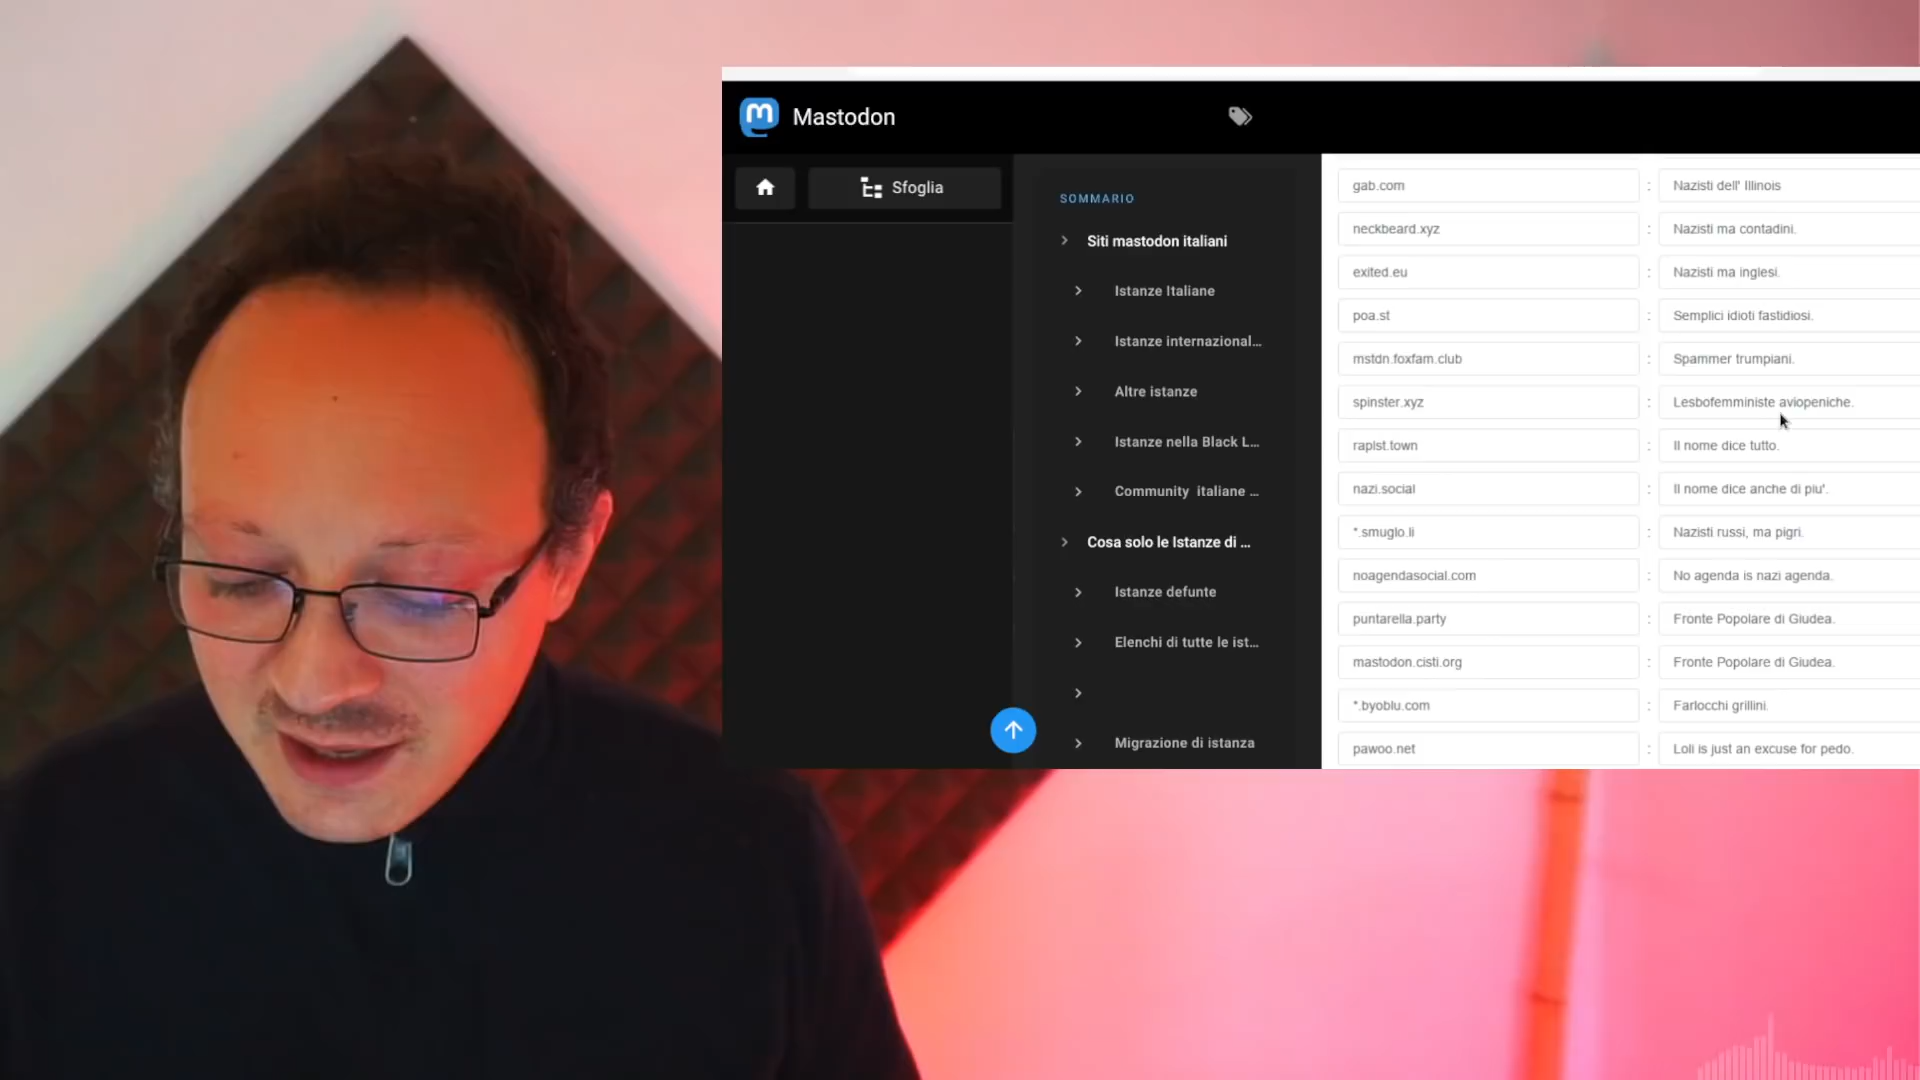 Mastodon
Sfoglia
SOMMARIO
Siti mastodon italiani
Istanze Italiane
Istanze internazional...
Altre istanze
Istanze nella Black L...
Community italiane ...
Cosa solo le Istanze di ...
Istanze defunte
Elenchi di tutte le ist...
Migrazione di istanza
gab.com : Nazisti dell' Illinois
neckbeard.xyz : Nazisti ma contadini.
exited.eu : Nazisti ma inglesi.
poa.st : Semplici idioti fastidiosi.
mstdn.foxfam.club : Spammer trumpiani.
spinster.xyz : Lesbofemministe aviopeniche.
rapist.town : Il nome dice tutto.
nazi.social : Il nome dice anche di piu'.
*.smuglo.li : Nazisti russi, ma pigri.
noagendasocial.com : No agenda is nazi agenda.
puntarella.party : Fronte Popolare di Giudea.
mastodon.cisti.org : Fronte Popolare di Giudea.
*.byoblu.com : Farlocchi grillini.
pawoo.net : Loli is just an excuse for pedo.